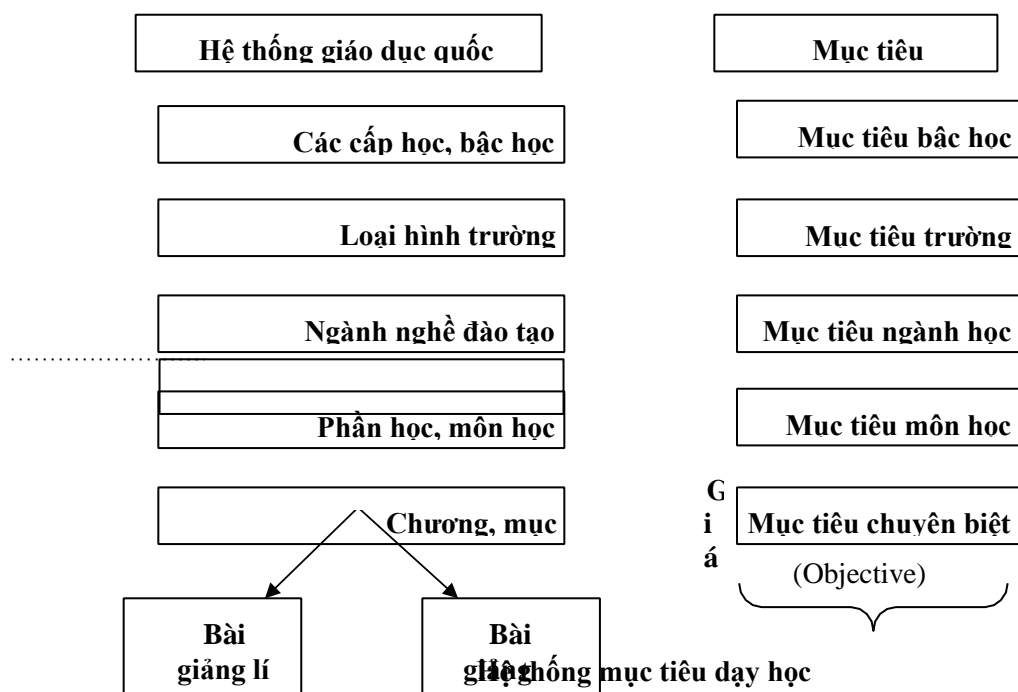 Hệ thống giáo dục quốc
Mục tiêu
Các cấp học, bậc học
Mục tiêu bậc học
Loại hình trường
Mục tiêu trường
Ngành nghề đào tạo
Mục tiêu ngành học
Phần học, môn học
Mục tiêu môn học
Chương, mục
G
i
á
Mục tiêu chuyên biệt
(Objective)
Bài
giảng lí
Bài
giảng
Hệ thống mục tiêu dạy học